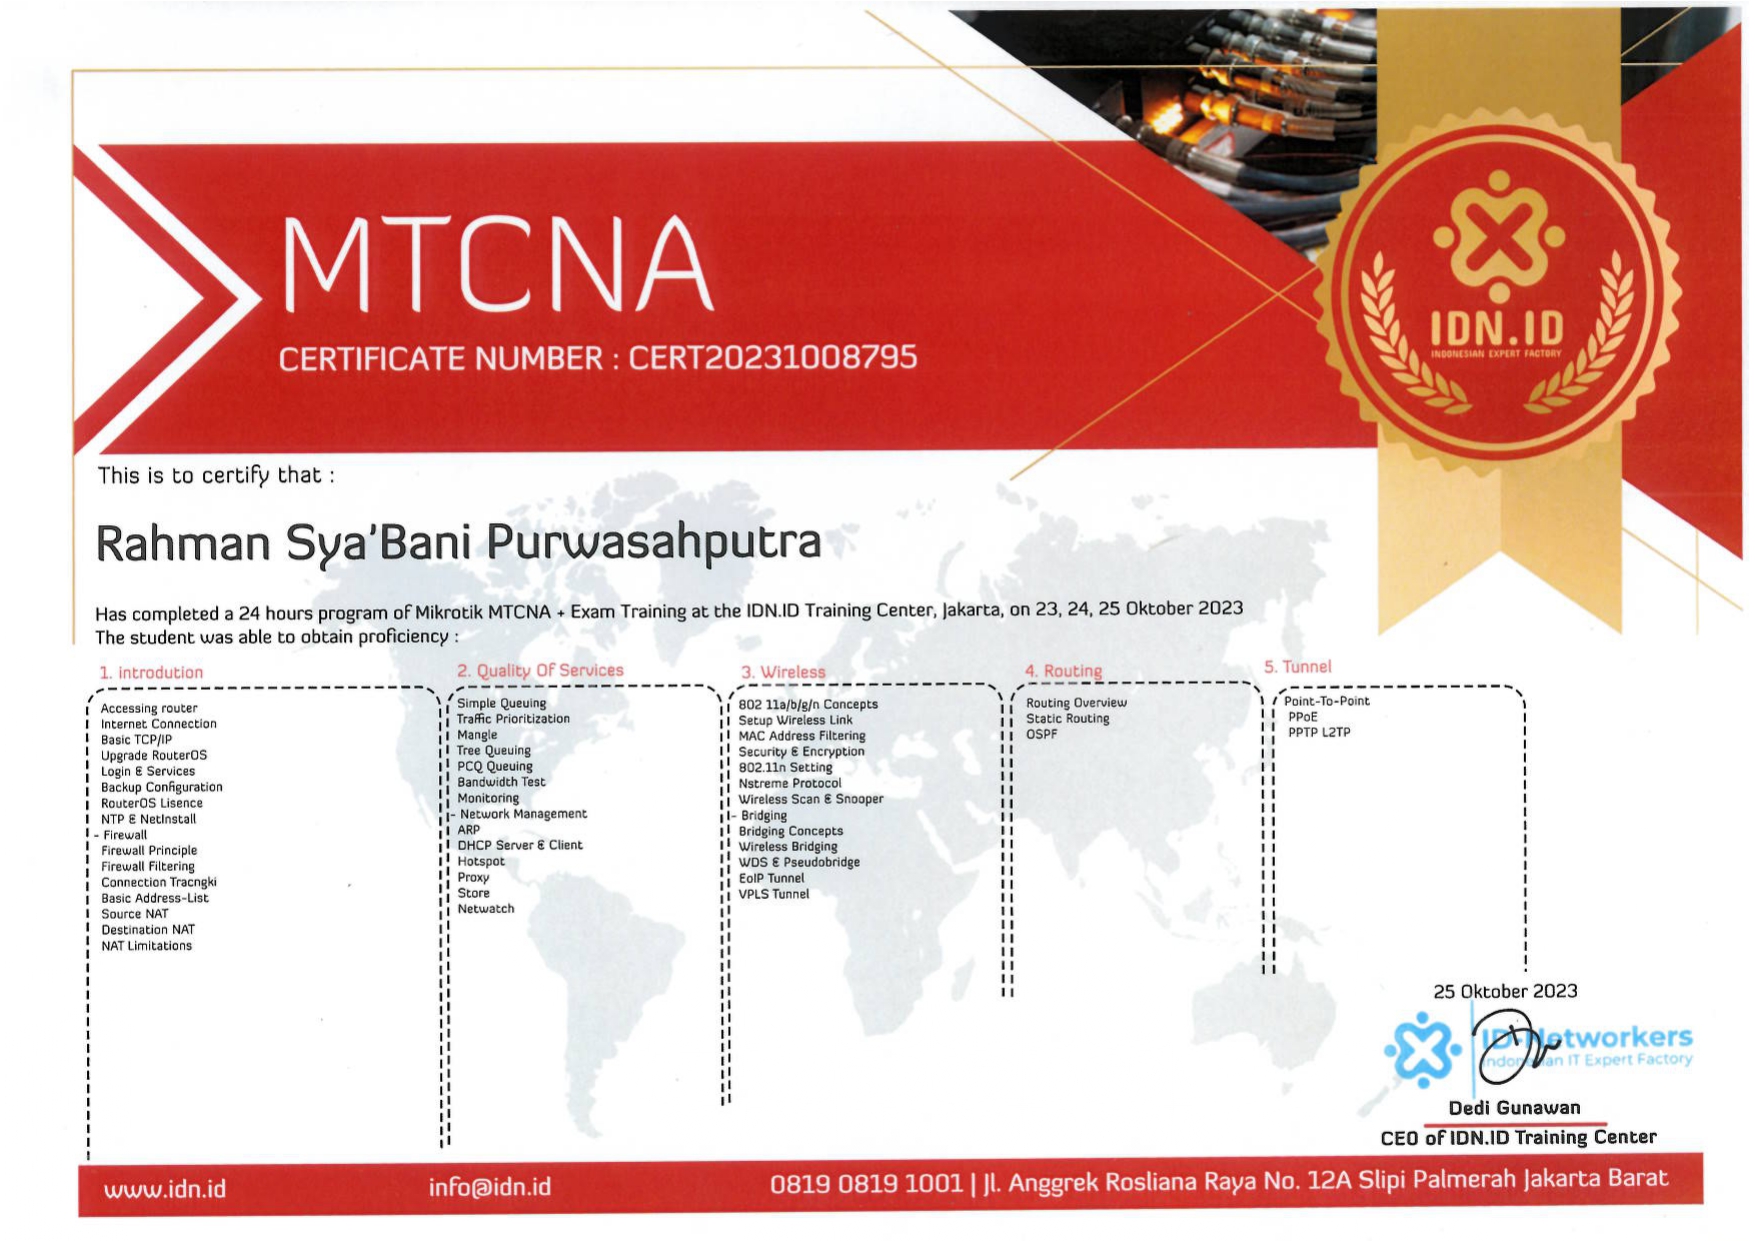 MTCNA
CERTIFICATE NUMBER : CERT20231008795
IDN.ID
INDONESIAN EXPERT FACTORY
This is to certify that :
Rahman Sya'Bani Purwasahputra
Has completed a 24 hours program of Mikrotik MTCNA + Exam Training at the IDN.ID Training Center, Jakarta, on 23, 24, 25 Oktober 2023
The student was able to obtain proficiency :
1. introdution
Accessing router
Internet Connection
Basic TCP/IP
Upgrade RouterOS
Login & Services
Backup Configuration
RouterOS Lisence
NTP & NetInstall
- Firewall
Firewall Principle
Firewall Filtering
Connection Tracngki
Basic Address-List
Source NAT
Destination NAT
NAT Limitations
2. Quality Of Services
Simple Queuing
Traffic Prioritization
Mangle
Tree Queuing
PCQ Queuing
Bandwidth Test
Monitoring
- Network Management
ARP
DHCP Server & Client
Hotspot
Proxy
Store
Netwatch
3. Wireless
802 11a/b/g/n Concepts
Setup Wireless Link
MAC Address Filtering
Security & Encryption
802.11n Setting
Nstreme Protocol
Wireless Scan & Snooper
- Bridging
Bridging Concepts
Wireless Bridging
WDS & Pseudobridge
EoIP Tunnel
VPLS Tunnel
4. Routing
Routing Overview
Static Routing
OSPF
5. Tunnel
Point-To-Point
PPoE
PPTP L2TP
25 Oktober 2023
ID-Networkers
Indonesian IT Expert Factory
Dedi Gunawan
CEO of IDN.ID Training Center
www.idn.id
info@idn.id
0819 0819 1001 | Jl. Anggrek Rosliana Raya No. 12A Slipi Palmerah Jakarta Barat